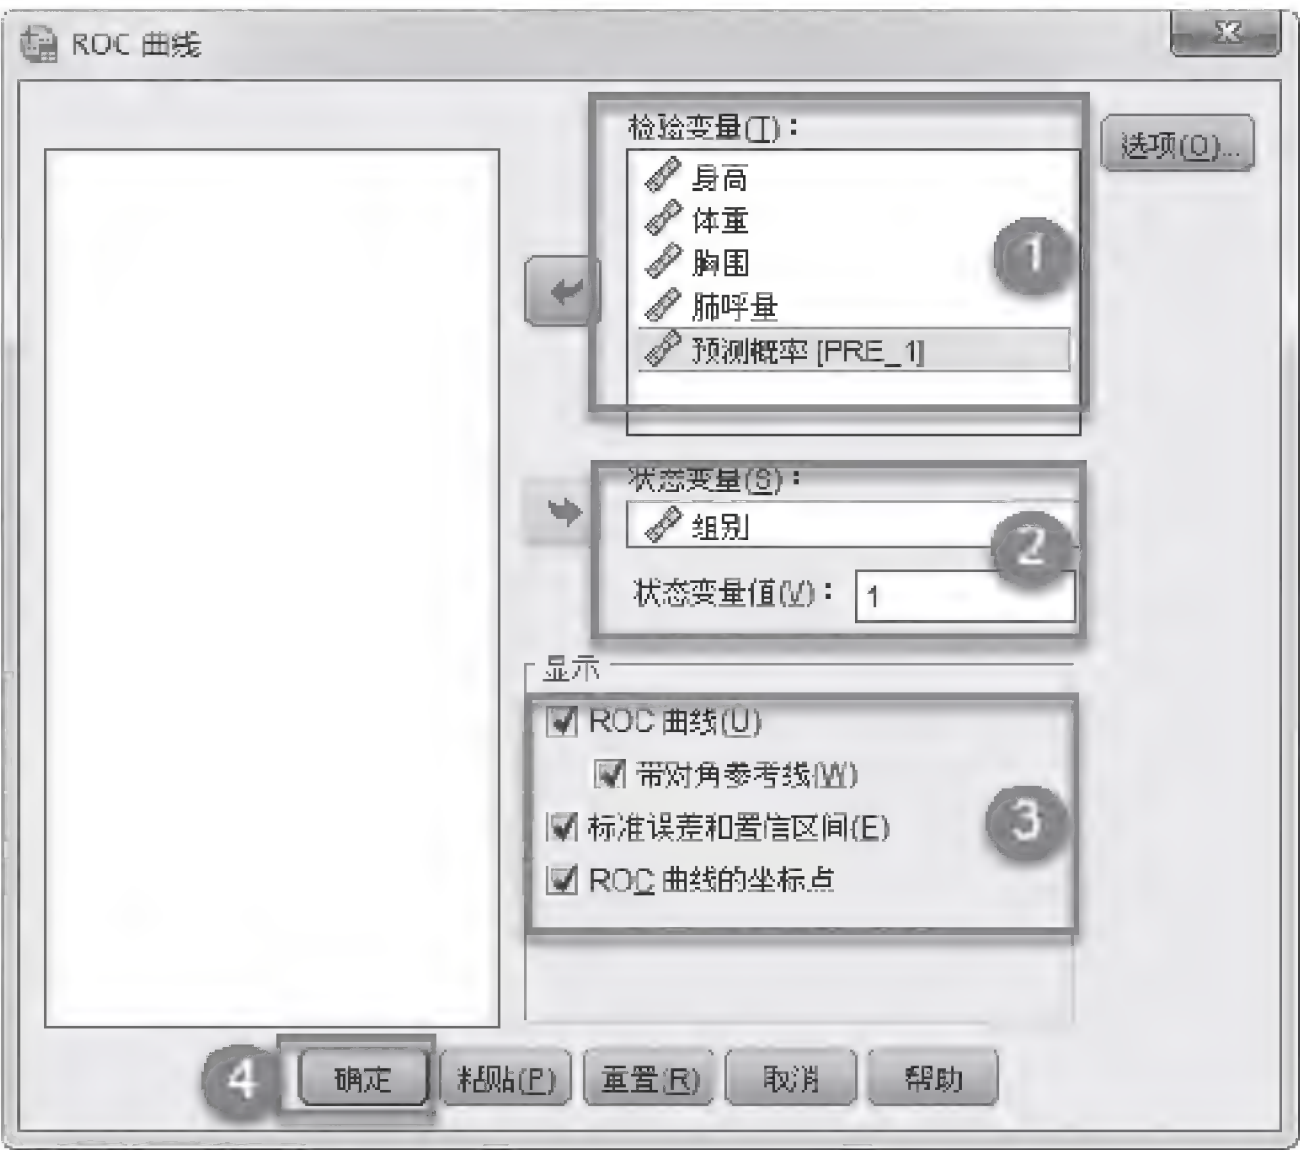 ROC 曲线
检验变量(T)：
选项(O)...
身高
体重
胸围
肺呼量
预测概率 [PRE_1]
1
状态变量(S)：
组别
2
状态变量值(V)： 1
显示
ROC 曲线(U)
带对角参考线(W)
标准误差和置信区间(E)
ROC 曲线的坐标点
3
4 确定 粘贴(P) 重置(R) 取消 帮助